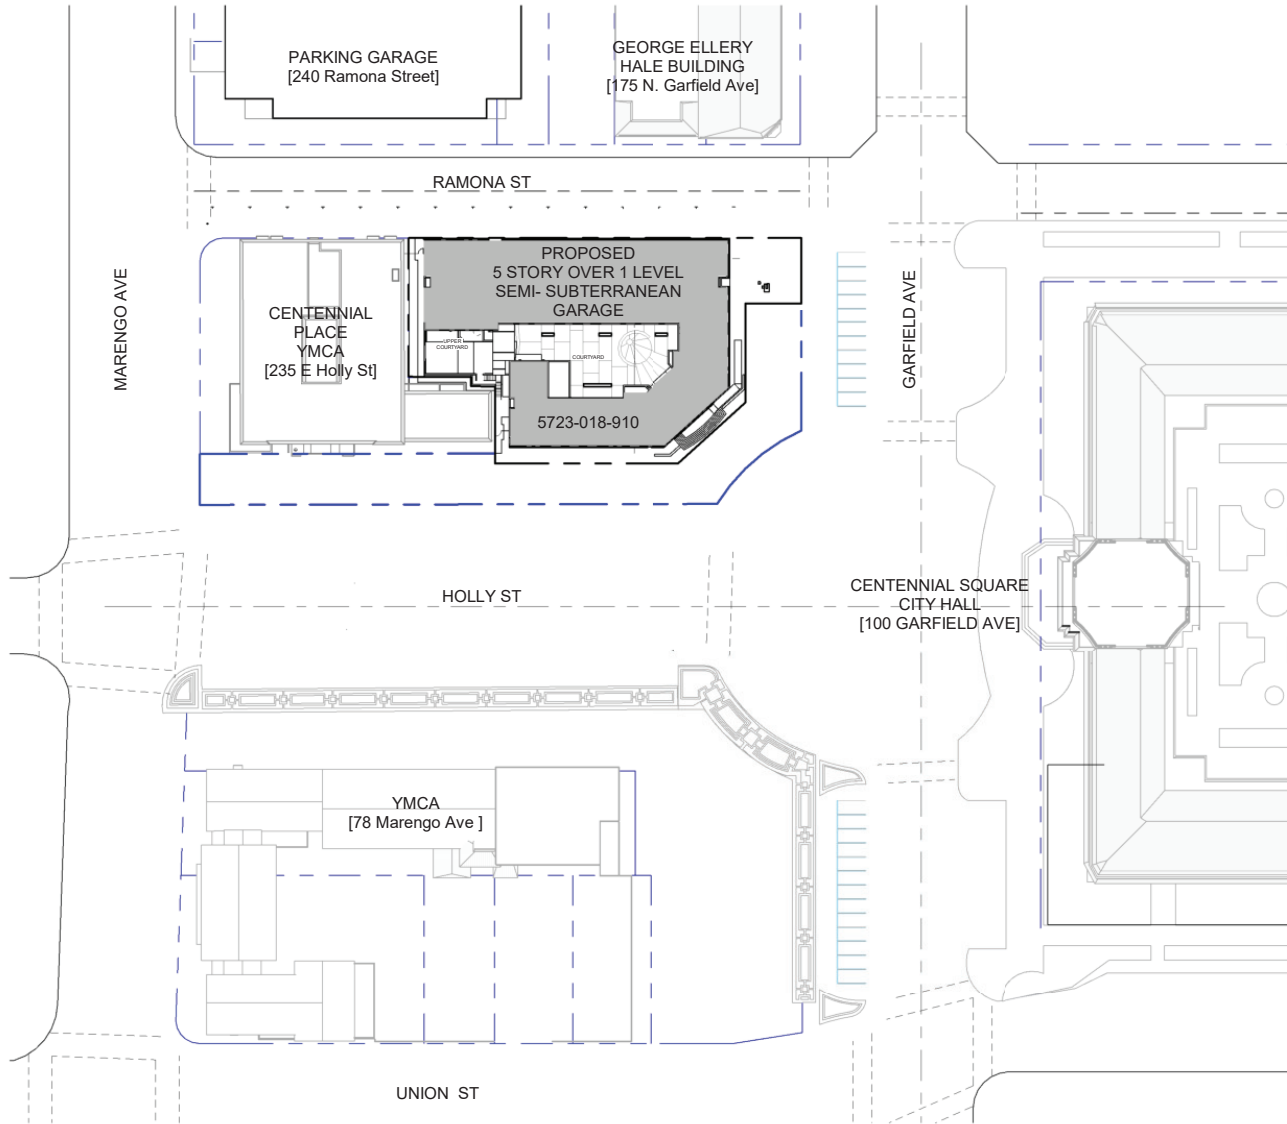 PARKING GARAGE
[240 Ramona Street]
GEORGE ELLERY
HALE BUILDING
[175 N. Garfield Ave]
RAMONA ST
MARENGO AVE
CENTENNIAL
PLACE
YMCA
[235 E Holly St]
PROPOSED
5 STORY OVER 1 LEVEL
SEMI- SUBTERRANEAN
GARAGE
UPPER
COURTYARD
COURTYARD
5723-018-910
GARFIELD AVE
HOLLY ST
CENTENNIAL SQUARE
CITY HALL
[100 GARFIELD AVE]
YMCA
[78 Marengo Ave ]
UNION ST